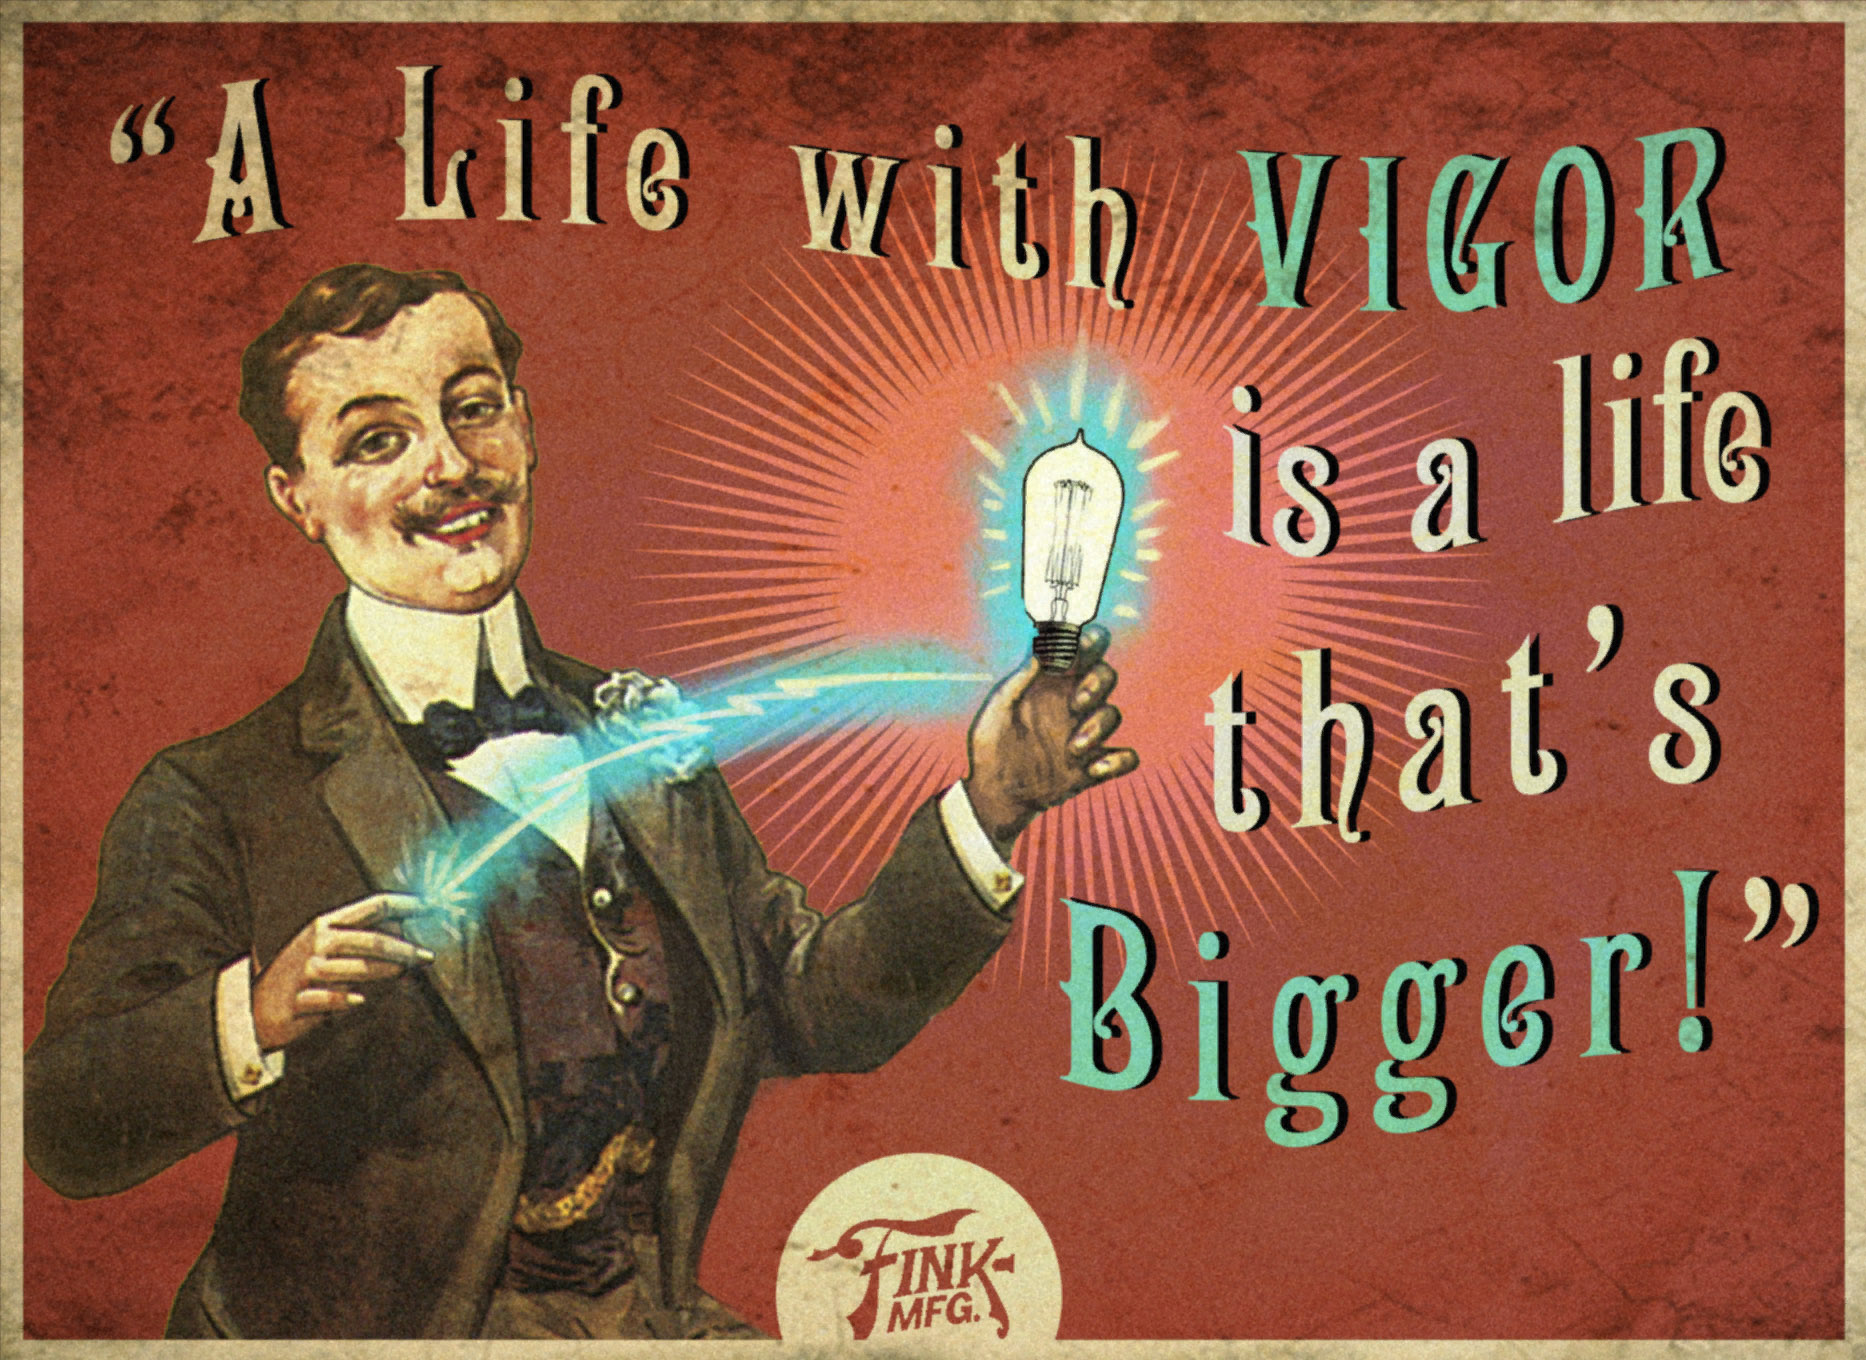 “A Life with VIGOR
is a life
that’s
Bigger!”
FINK-
MFG.